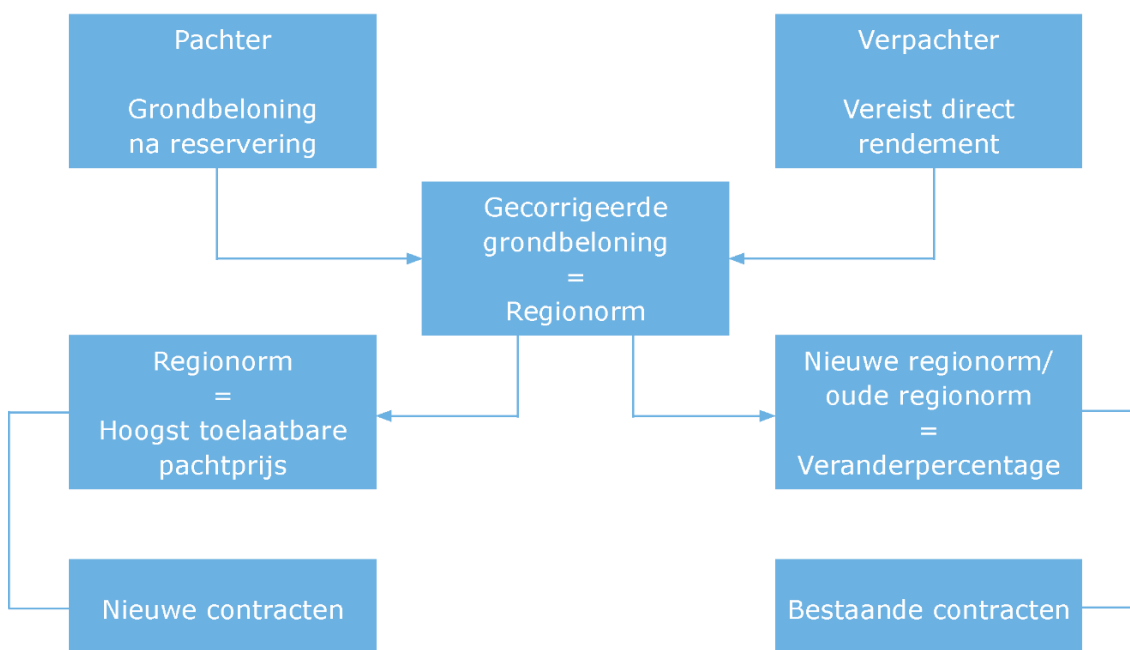 Pachter
Grondbeloning
na reservering
Verpachter
Vereist direct
rendement
Gecorrigeerde
grondbeloning
=
Regionorm
Regionorm
=
Hoogst toelaatbare
pachtprijs
Nieuwe regionorm/
oude regionorm
=
Veranderpercentage
Nieuwe contracten
Bestaande contracten